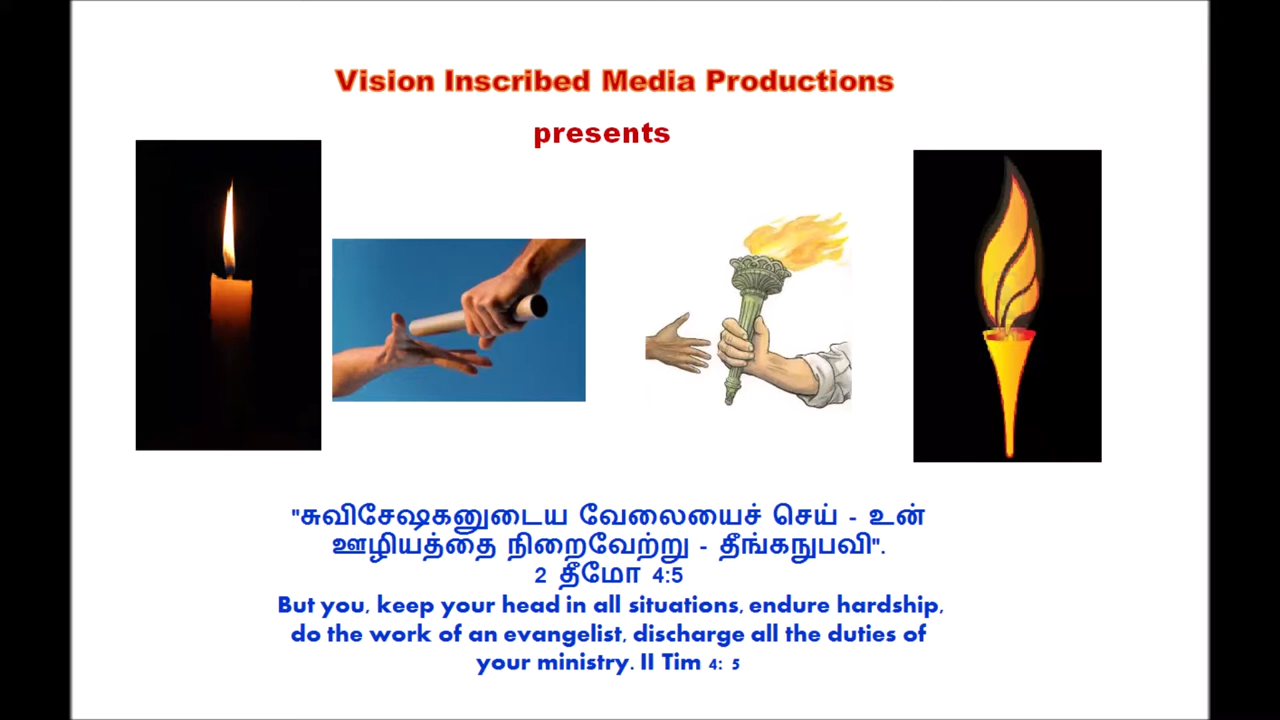 Vision Inscribed Media Productions
presents
"சுவிசேஷகனுடைய வேலையைச் செய் - உன்
ஊழியத்தை நிறைவேற்று - தீங்கநுபவி".
2 தீமோ 4:5
But you, keep your head in all situations, endure hardship,
do the work of an evangelist, discharge all the duties of
your ministry. II Tim 4: 5